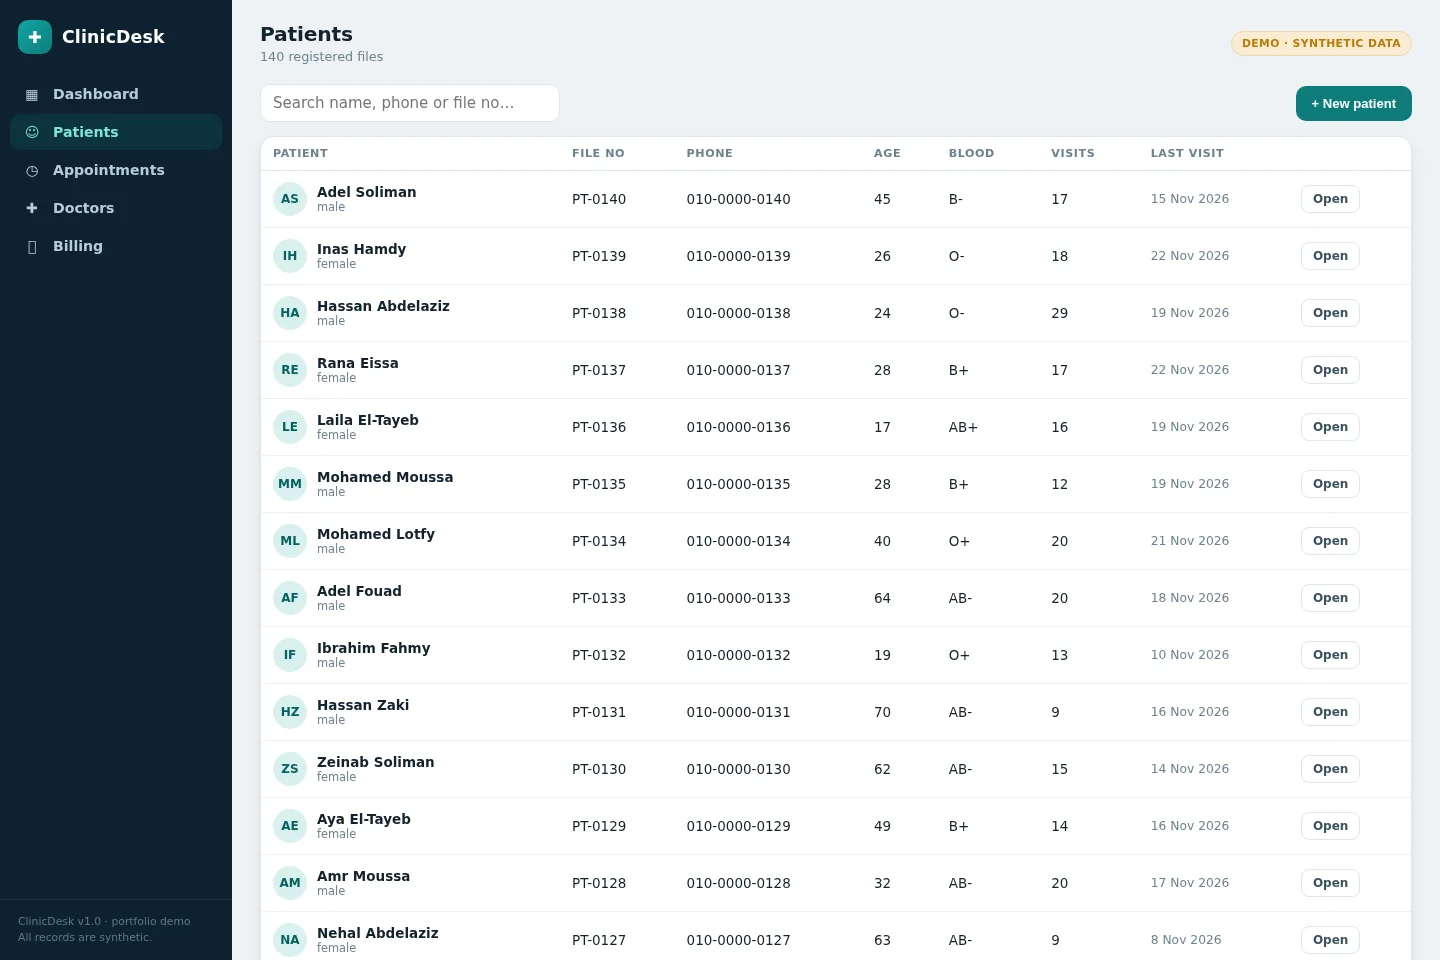 ClinicDesk
Dashboard
Patients
Appointments
Doctors
Billing
ClinicDesk v1.0 · portfolio demo
All records are synthetic.
Patients
140 registered files
DEMO · SYNTHETIC DATA
Search name, phone or file no...
+ New patient
PATIENT FILE NO PHONE AGE BLOOD VISITS LAST VISIT
AS Adel Soliman male PT-0140 010-0000-0140 45 B- 17 15 Nov 2026 Open
IH Inas Hamdy female PT-0139 010-0000-0139 26 O- 18 22 Nov 2026 Open
HA Hassan Abdelaziz male PT-0138 010-0000-0138 24 O- 29 19 Nov 2026 Open
RE Rana Eissa female PT-0137 010-0000-0137 28 B+ 17 22 Nov 2026 Open
LE Laila El-Tayeb female PT-0136 010-0000-0136 17 AB+ 16 19 Nov 2026 Open
MM Mohamed Moussa male PT-0135 010-0000-0135 28 B+ 12 19 Nov 2026 Open
ML Mohamed Lotfy male PT-0134 010-0000-0134 40 O+ 20 21 Nov 2026 Open
AF Adel Fouad male PT-0133 010-0000-0133 64 AB- 20 18 Nov 2026 Open
IF Ibrahim Fahmy male PT-0132 010-0000-0132 19 O+ 13 10 Nov 2026 Open
HZ Hassan Zaki male PT-0131 010-0000-0131 70 AB- 9 16 Nov 2026 Open
ZS Zeinab Soliman female PT-0130 010-0000-0130 62 AB- 15 14 Nov 2026 Open
AE Aya El-Tayeb female PT-0129 010-0000-0129 49 B+ 14 16 Nov 2026 Open
AM Amr Moussa male PT-0128 010-0000-0128 32 AB- 20 17 Nov 2026 Open
NA Nehal Abdelaziz female PT-0127 010-0000-0127 63 AB- 9 8 Nov 2026 Open